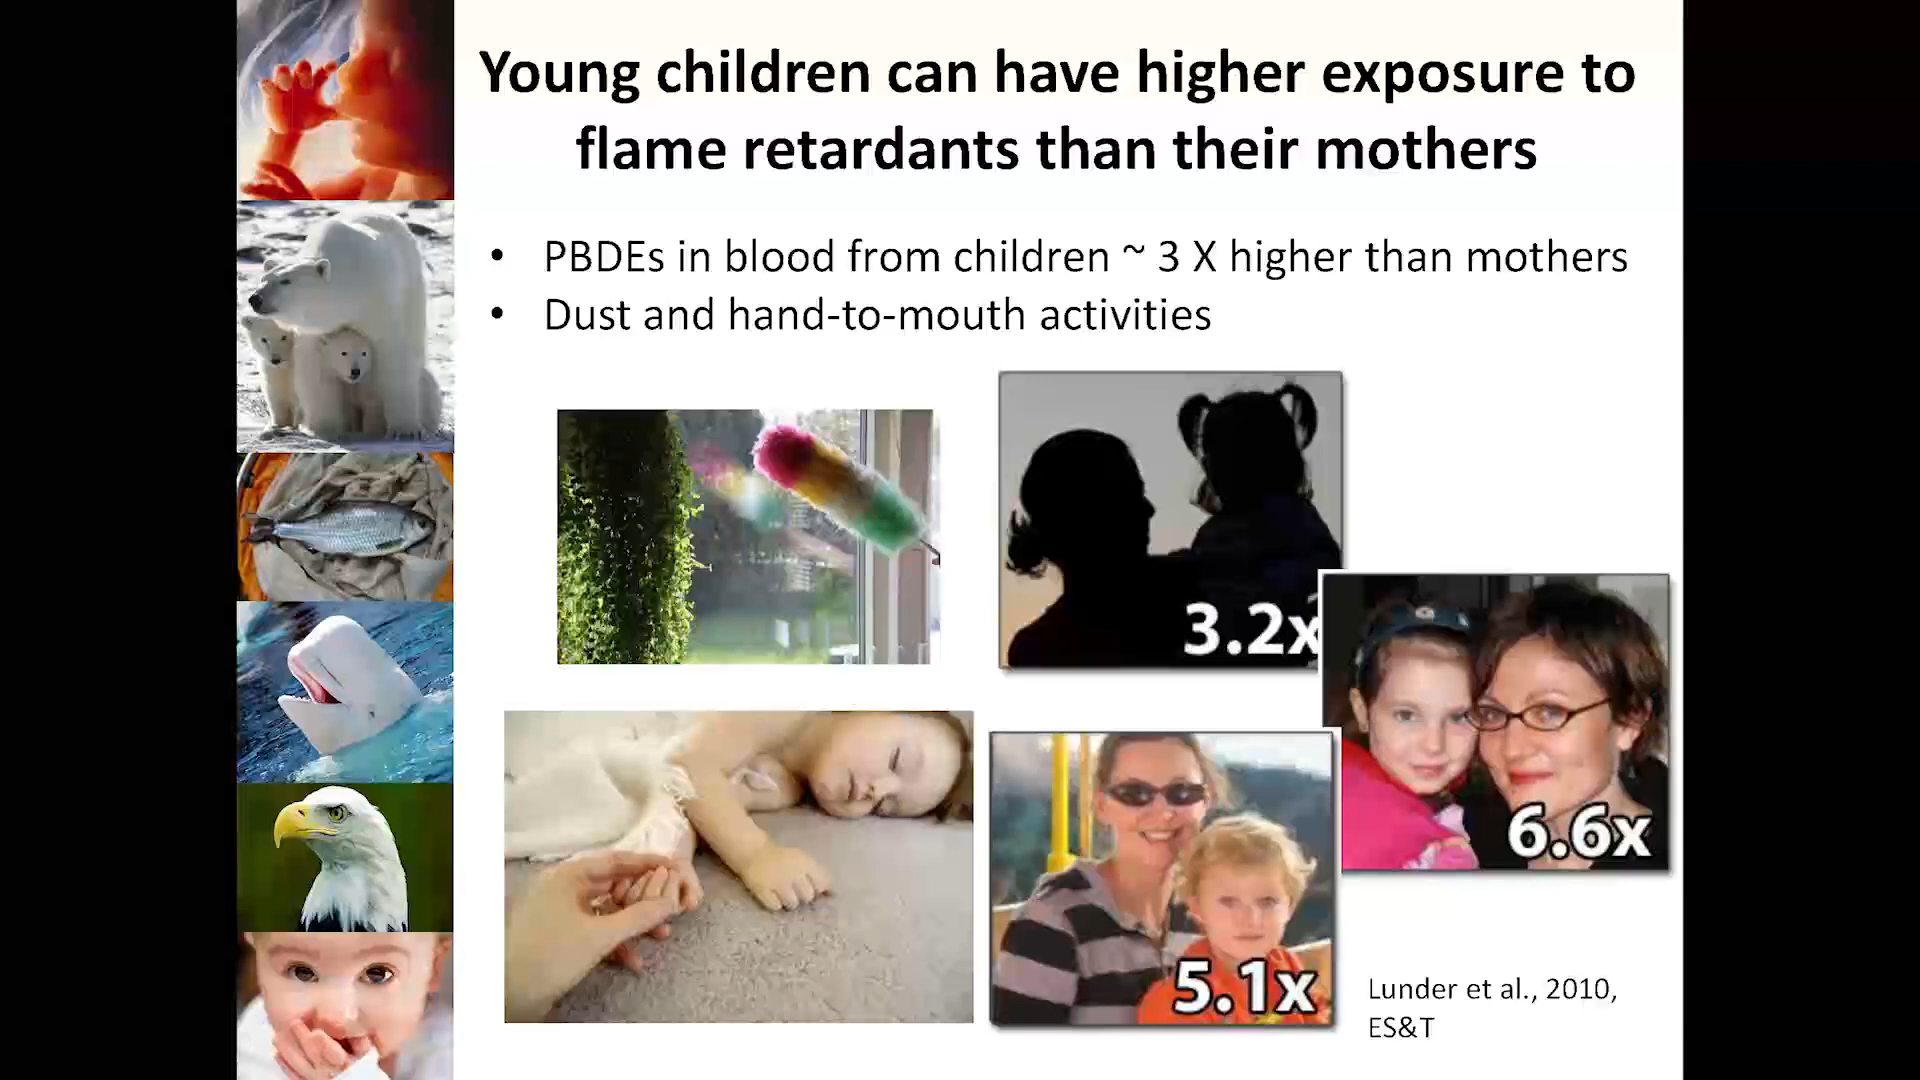 Young children can have higher exposure to
flame retardants than their mothers
• PBDEs in blood from children ~ 3 X higher than mothers
• Dust and hand-to-mouth activities
3.2x
6.6x
5.1x
Lunder et al., 2010,
ES&T